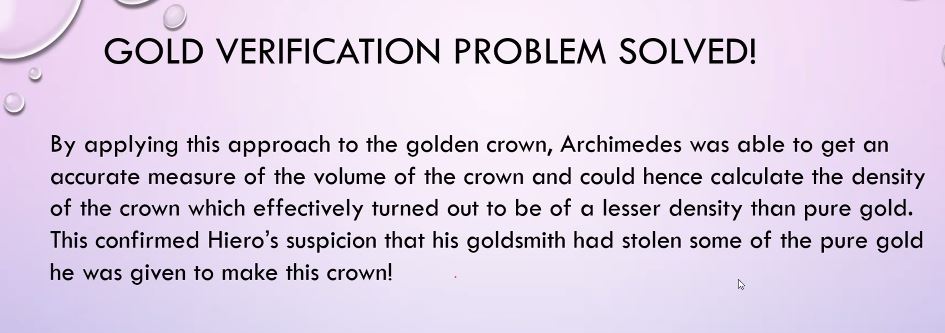 GOLD VERIFICATION PROBLEM SOLVED!
By applying this approach to the golden crown, Archimedes was able to get an
accurate measure of the volume of the crown and could hence calculate the density
of the crown which effectively turned out to be of a lesser density than pure gold.
This confirmed Hiero's suspicion that his goldsmith had stolen some of the pure gold
he was given to make this crown!